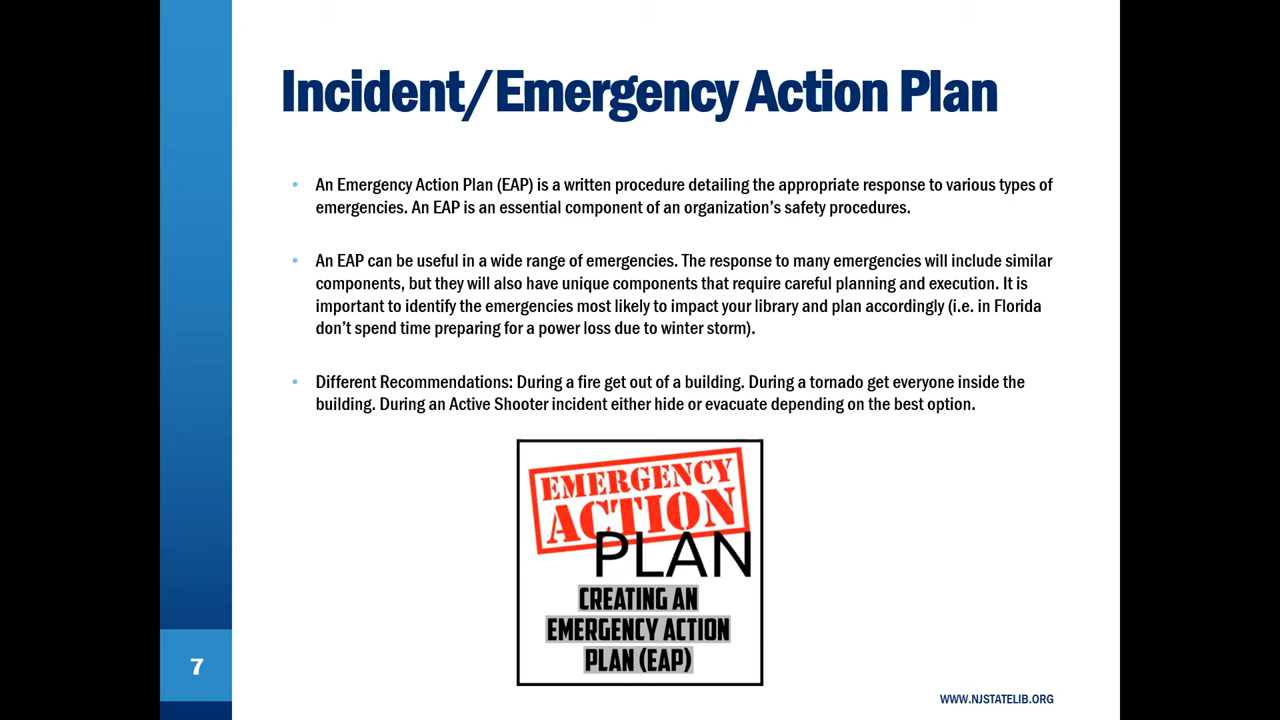 Incident/Emergency Action Plan
• An Emergency Action Plan (EAP) is a written procedure detailing the appropriate response to various types of
emergencies. An EAP is an essential component of an organization’s safety procedures.
• An EAP can be useful in a wide range of emergencies. The response to many emergencies will include similar
components, but they will also have unique components that require careful planning and execution. It is
important to identify the emergencies most likely to impact your library and plan accordingly (i.e. in Florida
don’t spend time preparing for a power loss due to winter storm).
• Different Recommendations: During a fire get out of a building. During a tornado get everyone inside the
building. During an Active Shooter incident either hide or evacuate depending on the best option.
EMERGENCY
ACTION
PLAN
CREATING AN
EMERGENCY ACTION
PLAN (EAP)
7
WWW.NJSTATELIB.ORG